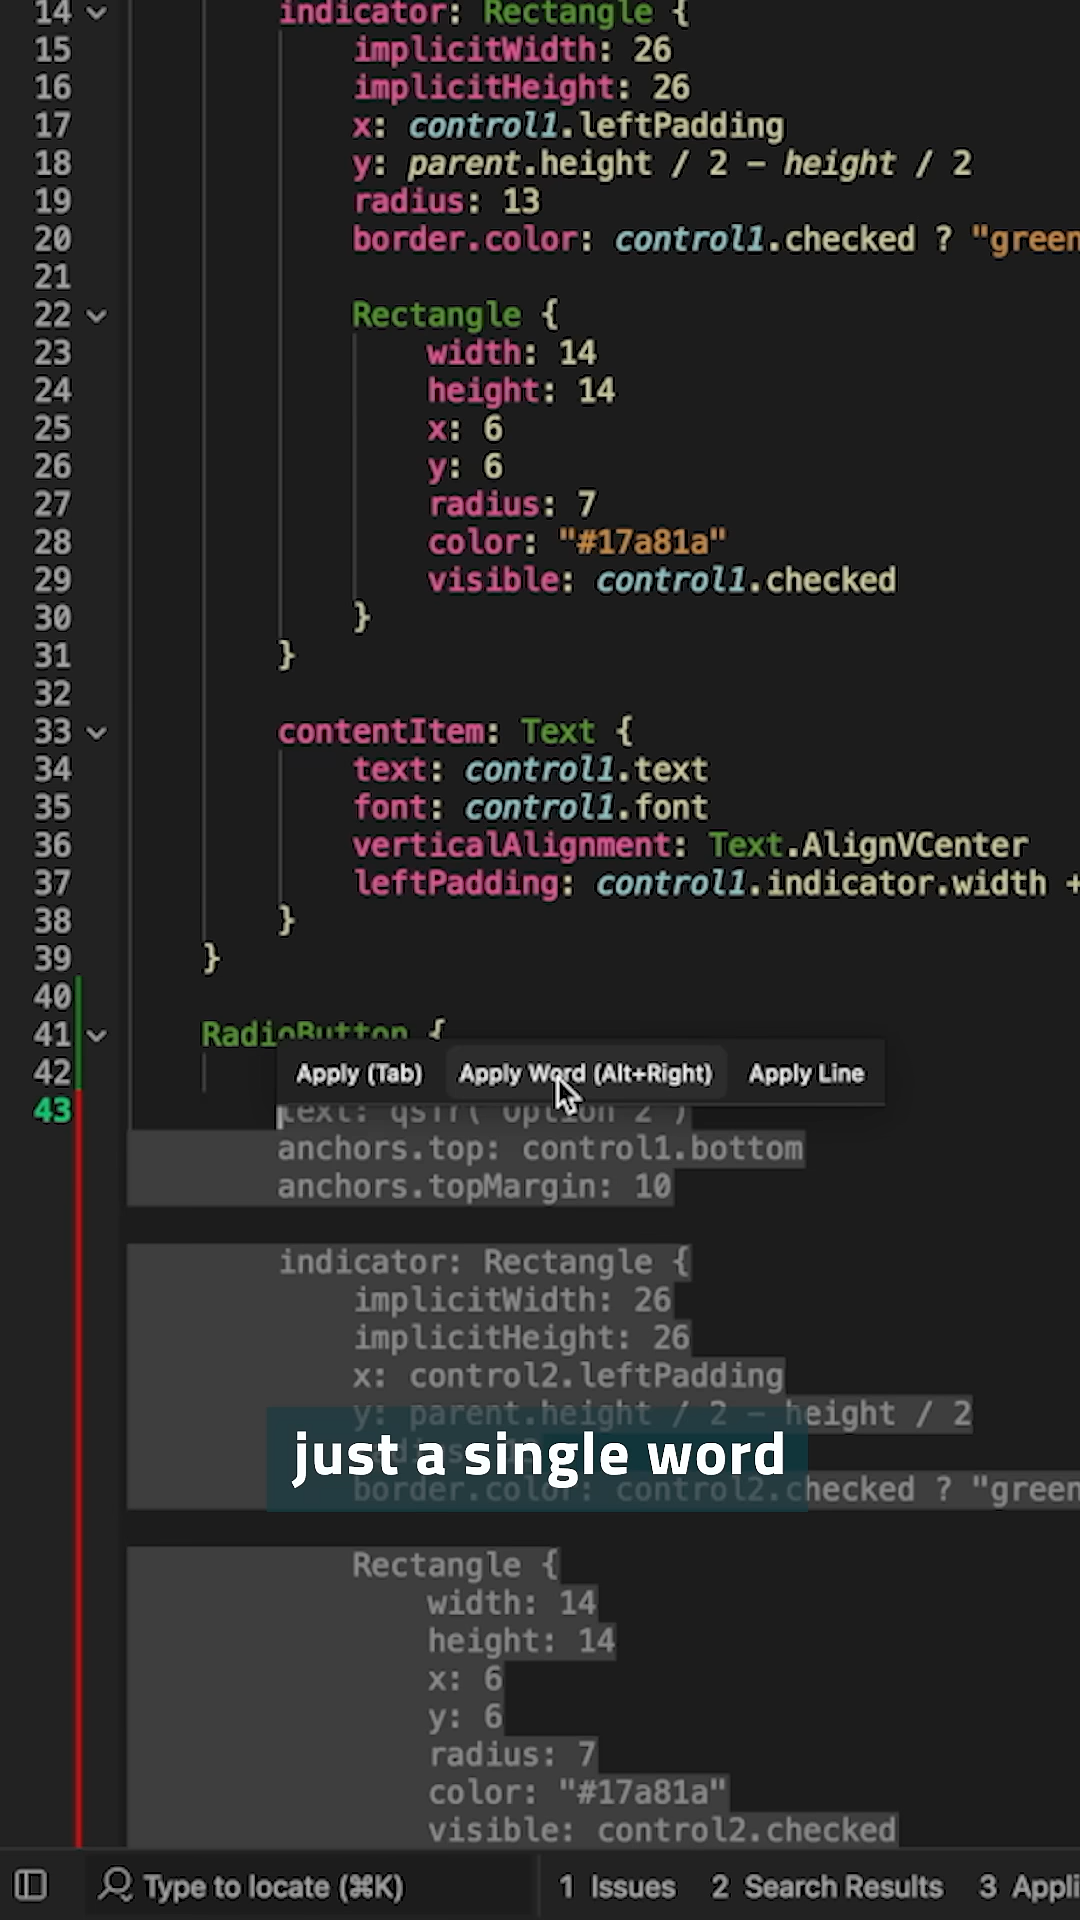 14 indicator: Rectangle {
15 implicitWidth: 26
16 implicitHeight: 26
17 x: control1.leftPadding
18 y: parent.height / 2 - height / 2
19 radius: 13
20 border.color: control1.checked ? "green
21
22 Rectangle {
23 width: 14
24 height: 14
25 x: 6
26 y: 6
27 radius: 7
28 color: "#17a81a"
29 visible: control1.checked
30 }
31 }
32
33 contentItem: Text {
34 text: control1.text
35 font: control1.font
36 verticalAlignment: Text.AlignVCenter
37 leftPadding: control1.indicator.width +
38 }
39 }
40
41 RadioButton {
42 Apply (Tab) Apply Word (Alt+Right) Apply Line
43 text: qsTr("Option 2")
anchors.top: control1.bottom
anchors.topMargin: 10
indicator: Rectangle {
implicitWidth: 26
implicitHeight: 26
x: control2.leftPadding
y: parent.height / 2 - height / 2
just a single word
border.color: control2.checked ? "green
Rectangle {
width: 14
height: 14
x: 6
y: 6
radius: 7
color: "#17a81a"
visible: control2.checked
Type to locate (⌘K) 1 Issues 2 Search Results 3 Appli